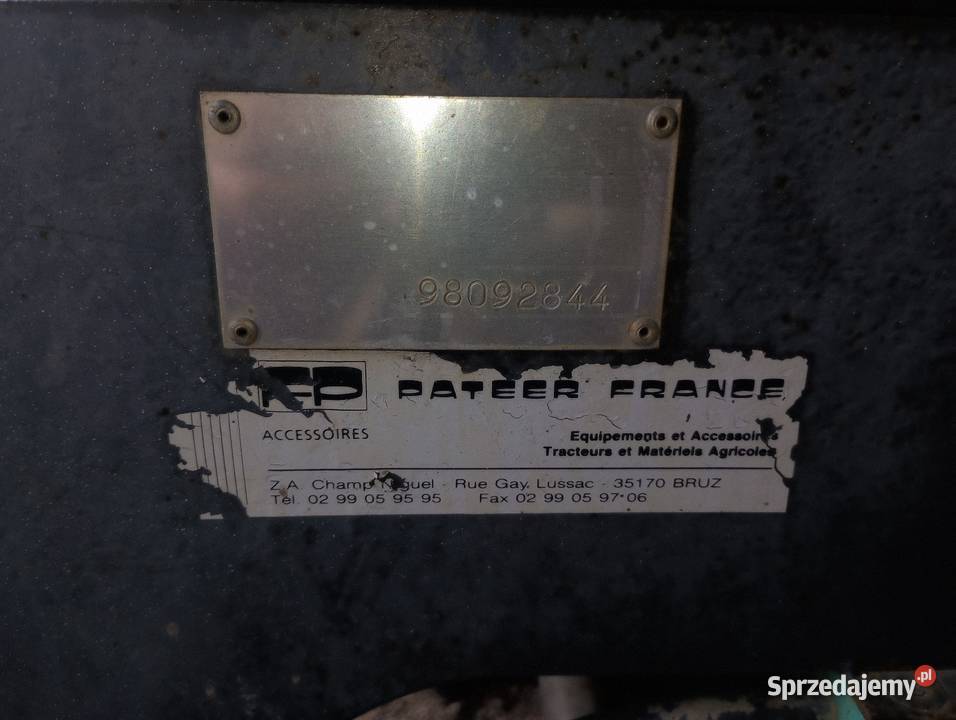 98092844
FP PATEER FRANCE
ACCESSOIRES
Equipements et Accessoires
Tracteurs et Matériels Agricoles
Z.A. Champ Niguel - Rue Gay Lussac - 35170 BRUZ
Tél. 02 99 05 95 95 Fax 02 99 05 97 06
Sprzedajemy.pl